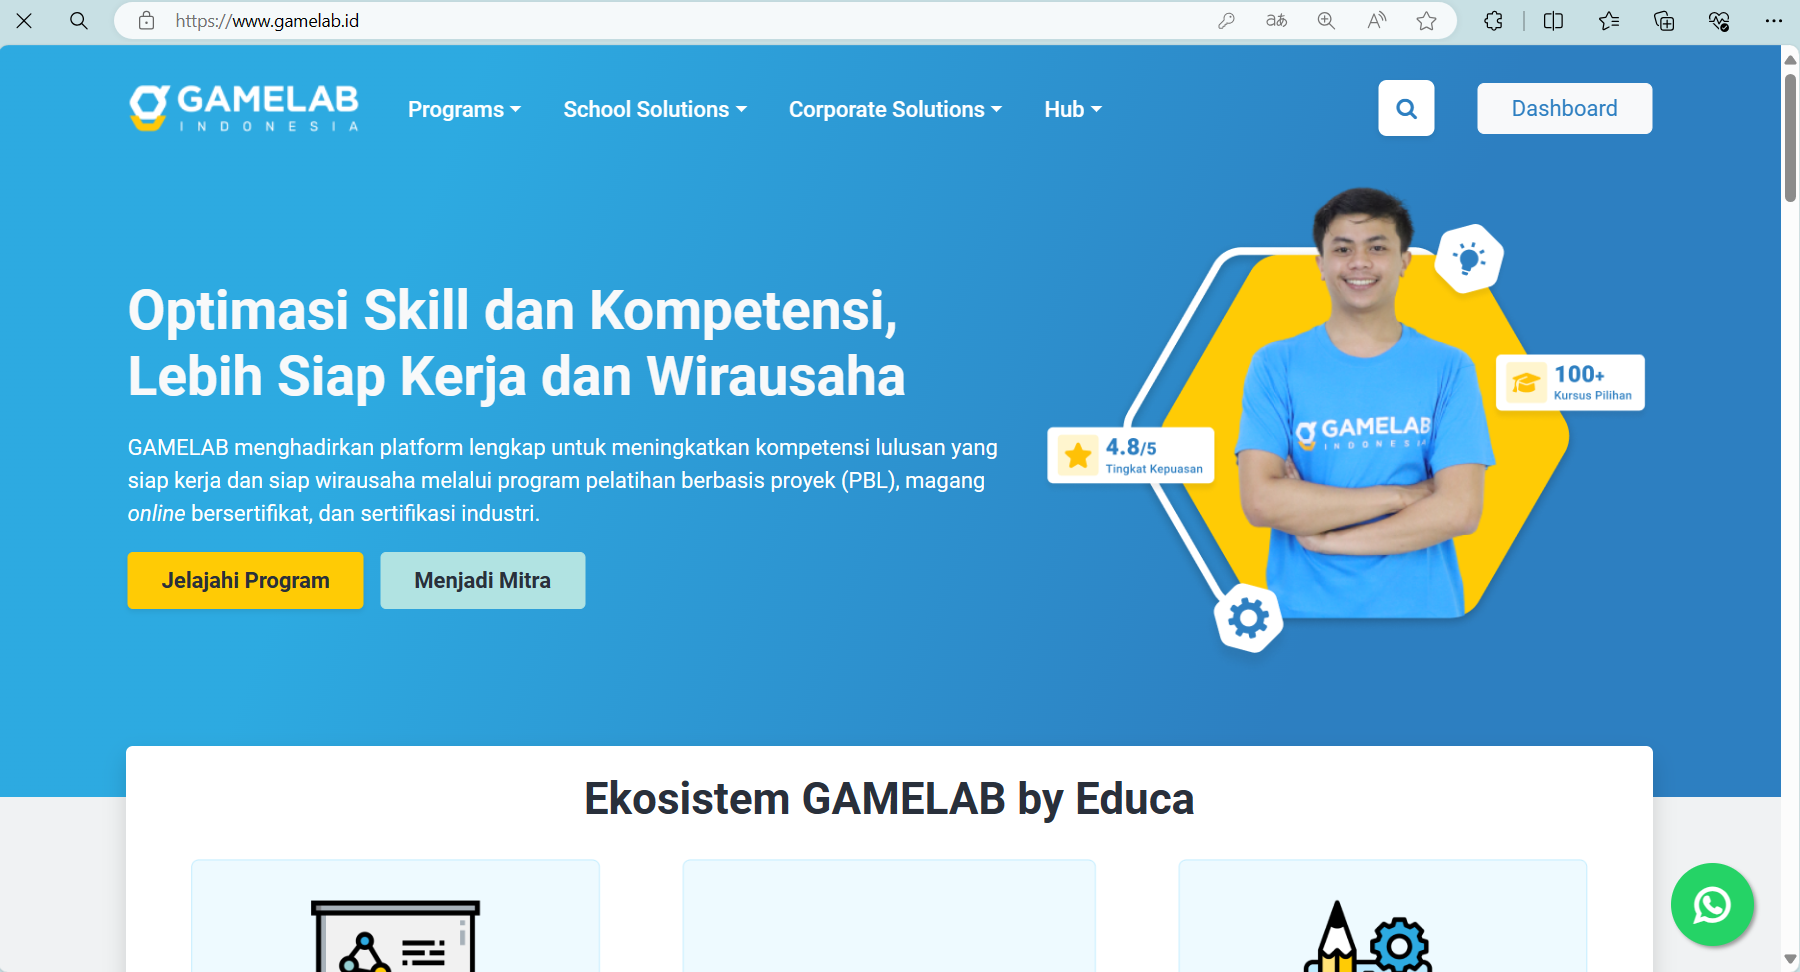 https://www.gamelab.id
GAMELAB
INDONESIA
Programs
School Solutions
Corporate Solutions
Hub
Dashboard
Optimasi Skill dan Kompetensi,
Lebih Siap Kerja dan Wirausaha
GAMELAB menghadirkan platform lengkap untuk meningkatkan kompetensi lulusan yang
siap kerja dan siap wirausaha melalui program pelatihan berbasis proyek (PBL), magang
online bersertifikat, dan sertifikasi industri.
Jelajahi Program
Menjadi Mitra
100+
Kursus Pilihan
GAMELAB
INDONESIA
4.8/5
Tingkat Kepuasan
Ekosistem GAMELAB by Educa